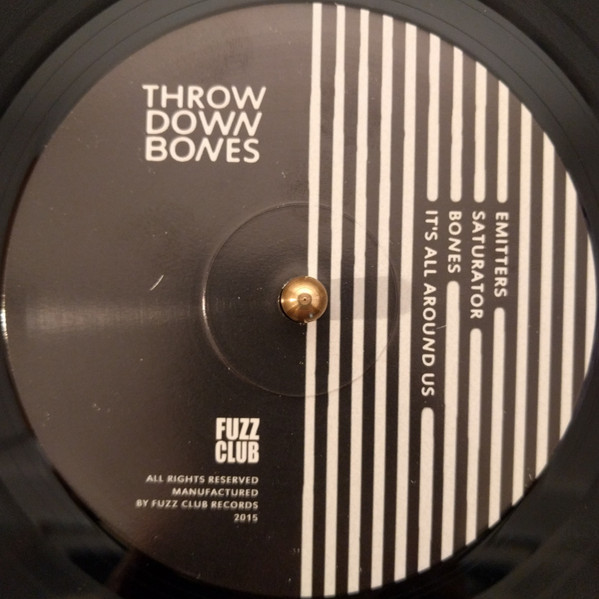 THROW
DOWN
BONES
EMITTERS
SATURATOR
BONES
IT'S ALL AROUND US
FUZZ
CLUB
ALL RIGHTS RESERVED
MANUFACTURED
BY FUZZ CLUB RECORDS
2015